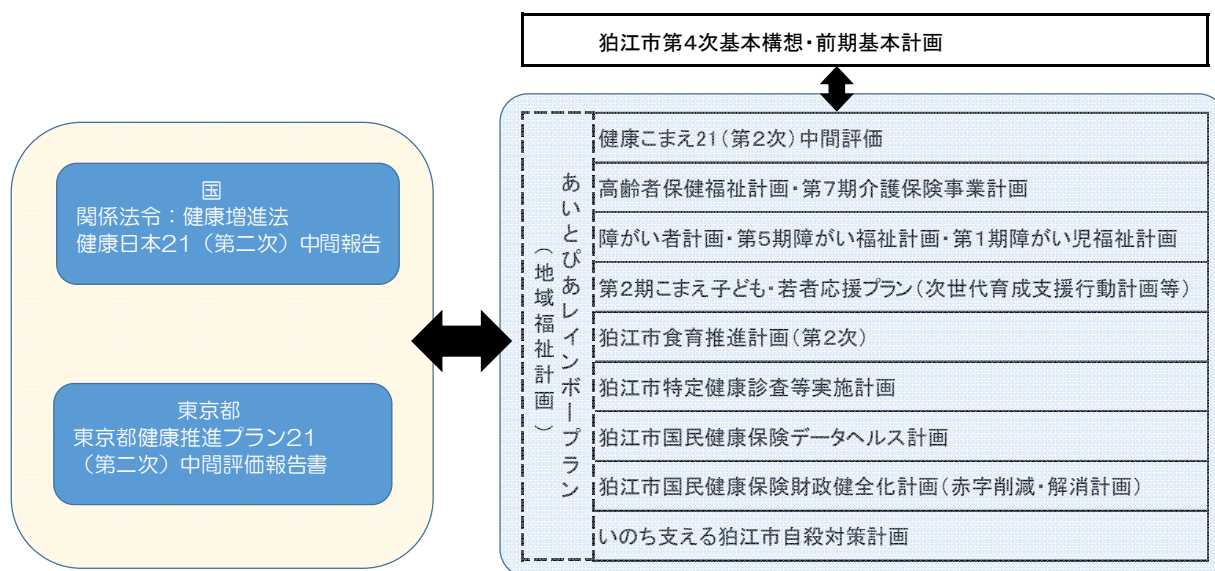 狛江市第4次基本構想・前期基本計画
国
関係法令：健康増進法
健康日本21（第二次）中間報告
東京都
東京都健康推進プラン21
（第二次）中間評価報告書
あいとぴあレインボープラン
（地域福祉計画）
健康こまえ21（第2次）中間評価
高齢者保健福祉計画・第7期介護保険事業計画
障がい者計画・第5期障がい福祉計画・第1期障がい児福祉計画
第2期こまえ子ども・若者応援プラン（次世代育成支援行動計画等）
狛江市食育推進計画（第2次）
狛江市特定健康診査等実施計画
狛江市国民健康保険データヘルス計画
狛江市国民健康保険財政健全化計画（赤字削減・解消計画）
いのち支える狛江市自殺対策計画